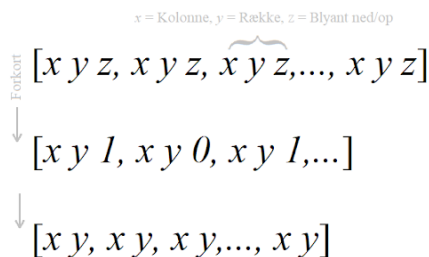 x = Kolonne, y = Række, z = Blyant ned/op
[x y z, x y z, x y z,..., x y z]
Forkort
[x y 1, x y 0, x y 1,...]
[x y, x y, x y,..., x y]